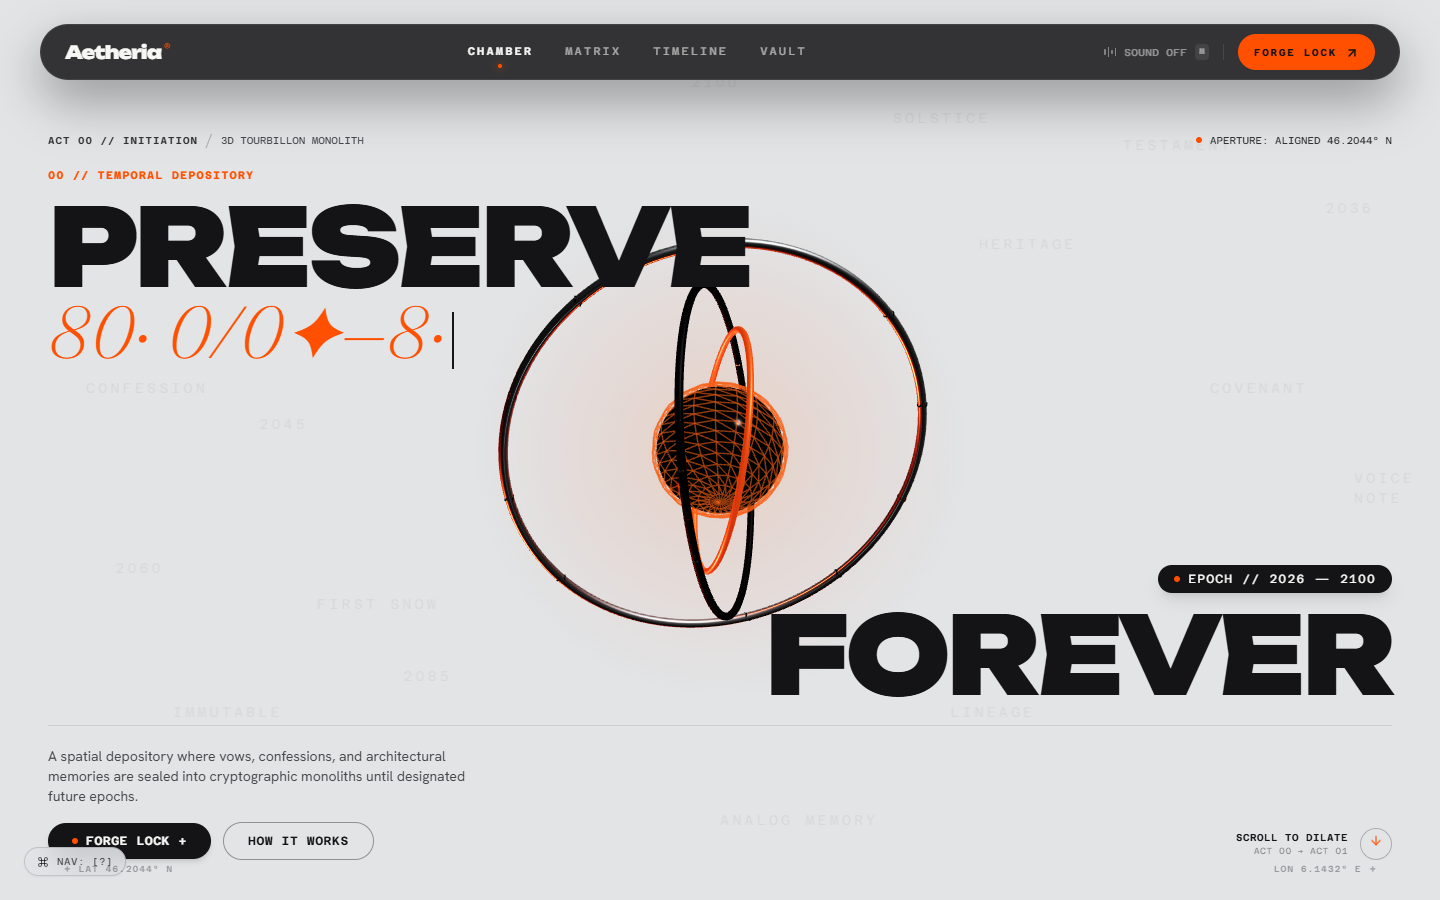 Aetheria®
CHAMBER
MATRIX
TIMELINE
VAULT
SOUND OFF
FORGE LOCK
2100
SOLSTICE
TESTAMENT
ACT 00 // INITIATION / 3D TOURBILLON MONOLITH
APERTURE: ALIGNED 46.2044° N
00 // TEMPORAL DEPOSITORY
PRESERVE
2036
HERITAGE
80· 0/0✦—8·
CONFESSION
COVENANT
2045
VOICE
NOTE
2060
EPOCH // 2026 — 2100
FIRST SNOW
FOREVER
2085
IMMUTABLE
LINEAGE
A spatial depository where vows, confessions, and architectural
memories are sealed into cryptographic monoliths until designated
future epochs.
ANALOG MEMORY
FORGE LOCK +
HOW IT WORKS
SCROLL TO DILATE
ACT 00 → ACT 01
⌘ NAV: [?]
+ LAT 46.2044° N
LON 6.1432° E +